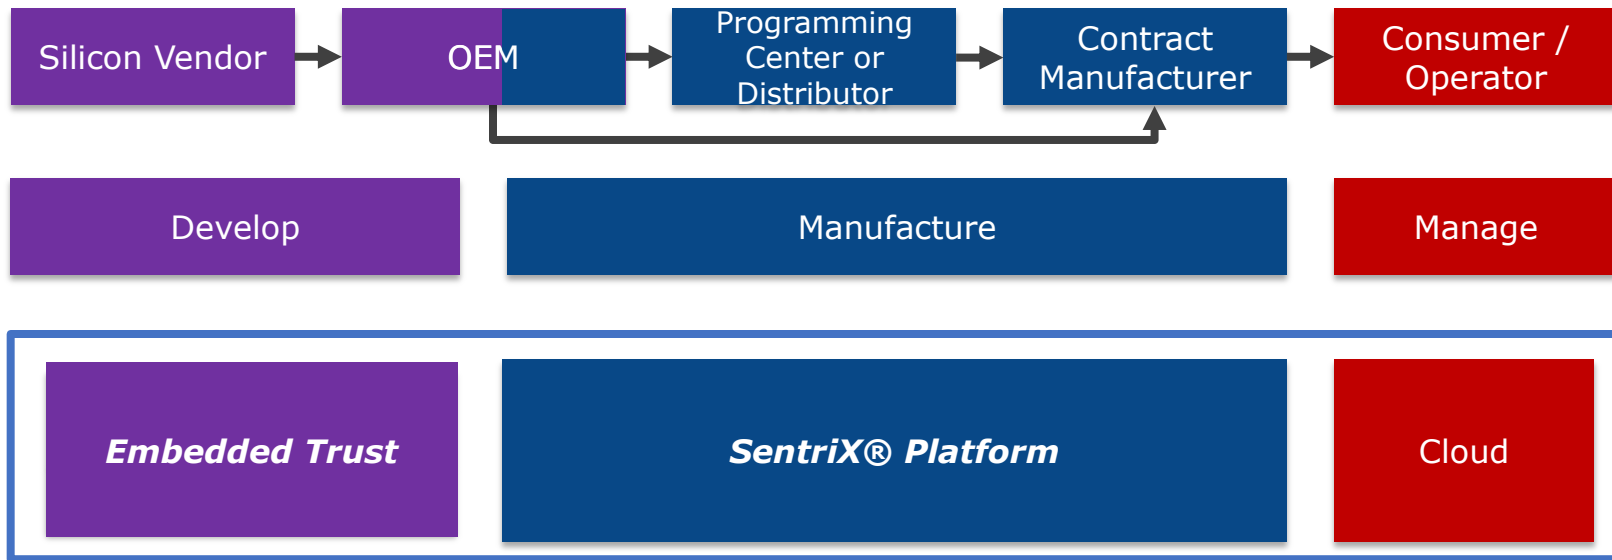 Silicon Vendor
OEM
Programming
Center or
Distributor
Contract
Manufacturer
Consumer /
Operator
Develop
Manufacture
Manage
Embedded Trust
SentriX® Platform
Cloud